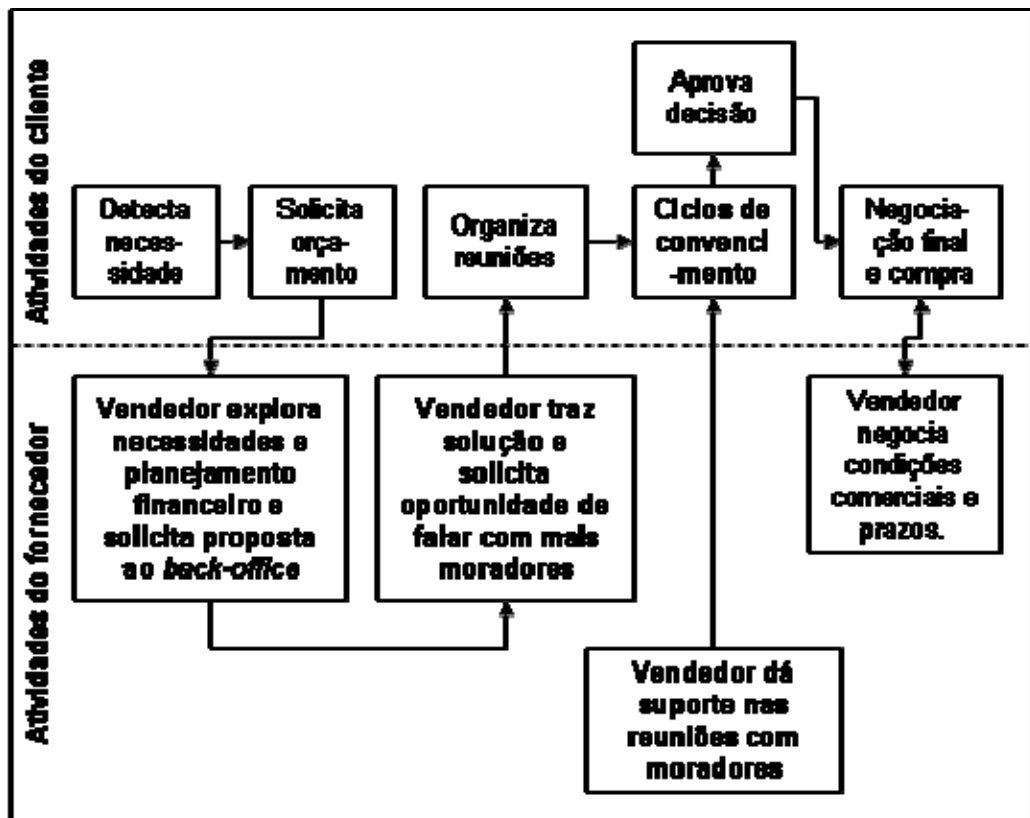 Atividades do cliente
Detecta
neces-
sidade
Solicita
orça-
mento
Organiza
reuniões
Ciclos de
convenci
-mento
Aprova
decisão
Negocia-
ção final
e compra
Atividades do fornecedor
Vendedor explora
necessidades e
planejamento
financeiro e
solicita proposta
ao back-office
Vendedor traz
solução e
solicita
oportunidade de
falar com mais
moradores
Vendedor dá
suporte nas
reuniões com
moradores
Vendedor
negocia
condições
comerciais e
prazos.